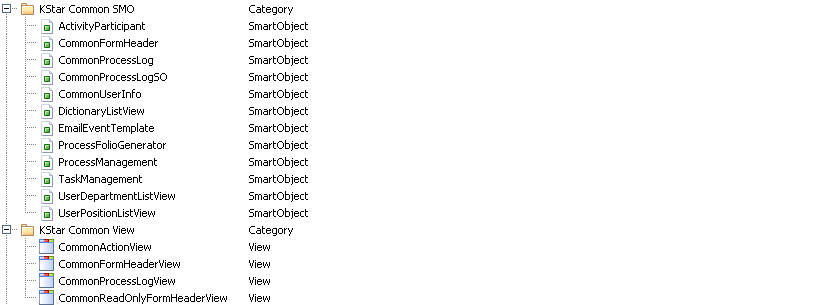 KStar Common SMO Category
ActivityParticipant SmartObject
CommonFormHeader SmartObject
CommonProcessLog SmartObject
CommonProcessLogSO SmartObject
CommonUserInfo SmartObject
DictionaryListView SmartObject
EmailEventTemplate SmartObject
ProcessFolioGenerator SmartObject
ProcessManagement SmartObject
TaskManagement SmartObject
UserDepartmentListView SmartObject
UserPositionListView SmartObject
KStar Common View Category
CommonActionView View
CommonFormHeaderView View
CommonProcessLogView View
CommonReadOnlyFormHeaderView View